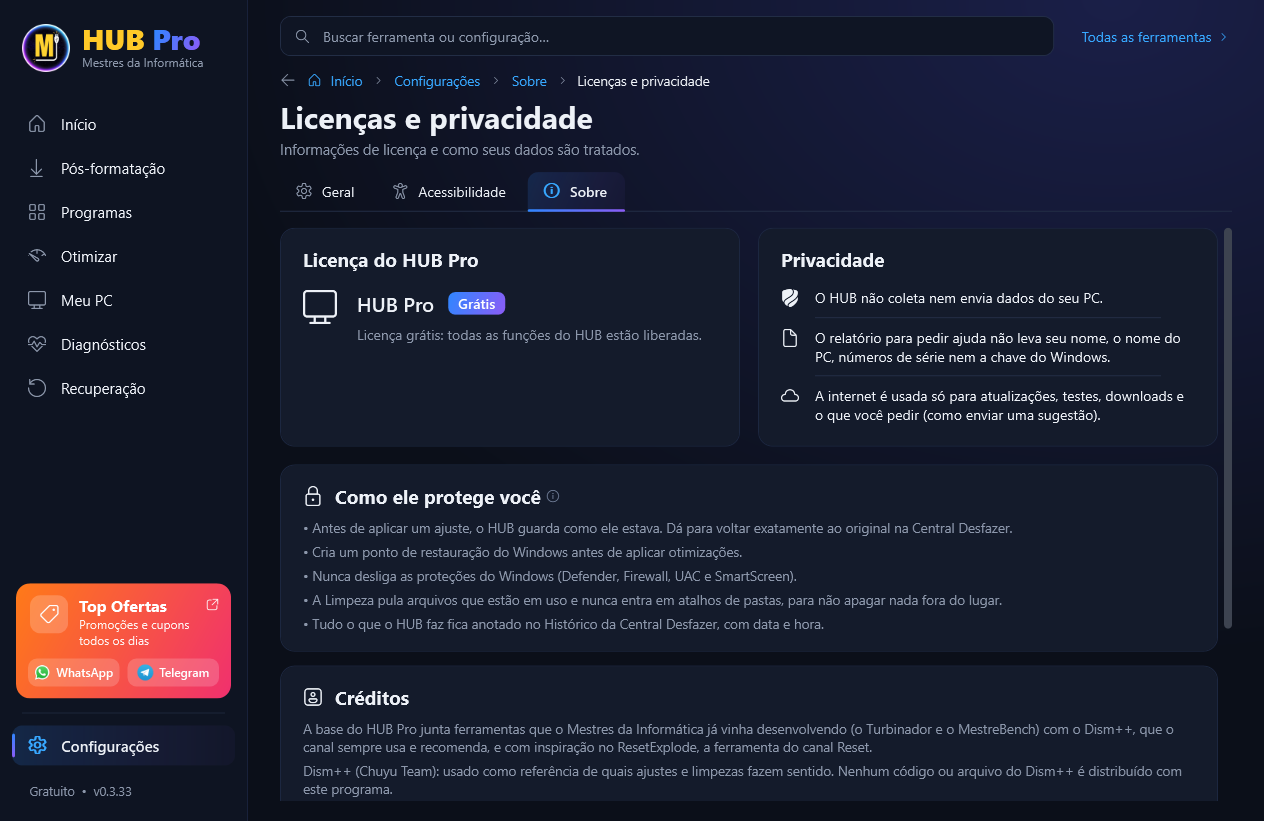 HUB Pro
Mestres da Informática
Início
Pós-formatação
Programas
Otimizar
Meu PC
Diagnósticos
Recuperação
Top Ofertas
Promoções e cupons
todos os dias
WhatsApp
Telegram
Configurações
Gratuito • v0.3.33
Buscar ferramenta ou configuração...
Todas as ferramentas
Início
Configurações
Sobre
Licenças e privacidade
Licenças e privacidade
Informações de licença e como seus dados são tratados.
Geral
Acessibilidade
Sobre
Licença do HUB Pro
HUB Pro
Grátis
Licença grátis: todas as funções do HUB estão liberadas.
Privacidade
O HUB não coleta nem envia dados do seu PC.
O relatório para pedir ajuda não leva seu nome, o nome do
PC, números de série nem a chave do Windows.
A internet é usada só para atualizações, testes, downloads e
o que você pedir (como enviar uma sugestão).
Como ele protege você
• Antes de aplicar um ajuste, o HUB guarda como ele estava. Dá para voltar exatamente ao original na Central Desfazer.
• Cria um ponto de restauração do Windows antes de aplicar otimizações.
• Nunca desliga as proteções do Windows (Defender, Firewall, UAC e SmartScreen).
• A Limpeza pula arquivos que estão em uso e nunca entra em atalhos de pastas, para não apagar nada fora do lugar.
• Tudo o que o HUB faz fica anotado no Histórico da Central Desfazer, com data e hora.
Créditos
A base do HUB Pro junta ferramentas que o Mestres da Informática já vinha desenvolvendo (o Turbinador e o MestreBench) com o Dism++, que o
canal sempre usa e recomenda, e com inspiração no ResetExplode, a ferramenta do canal Reset.
Dism++ (Chuyu Team): usado como referência de quais ajustes e limpezas fazem sentido. Nenhum código ou arquivo do Dism++ é distribuído com
este programa.